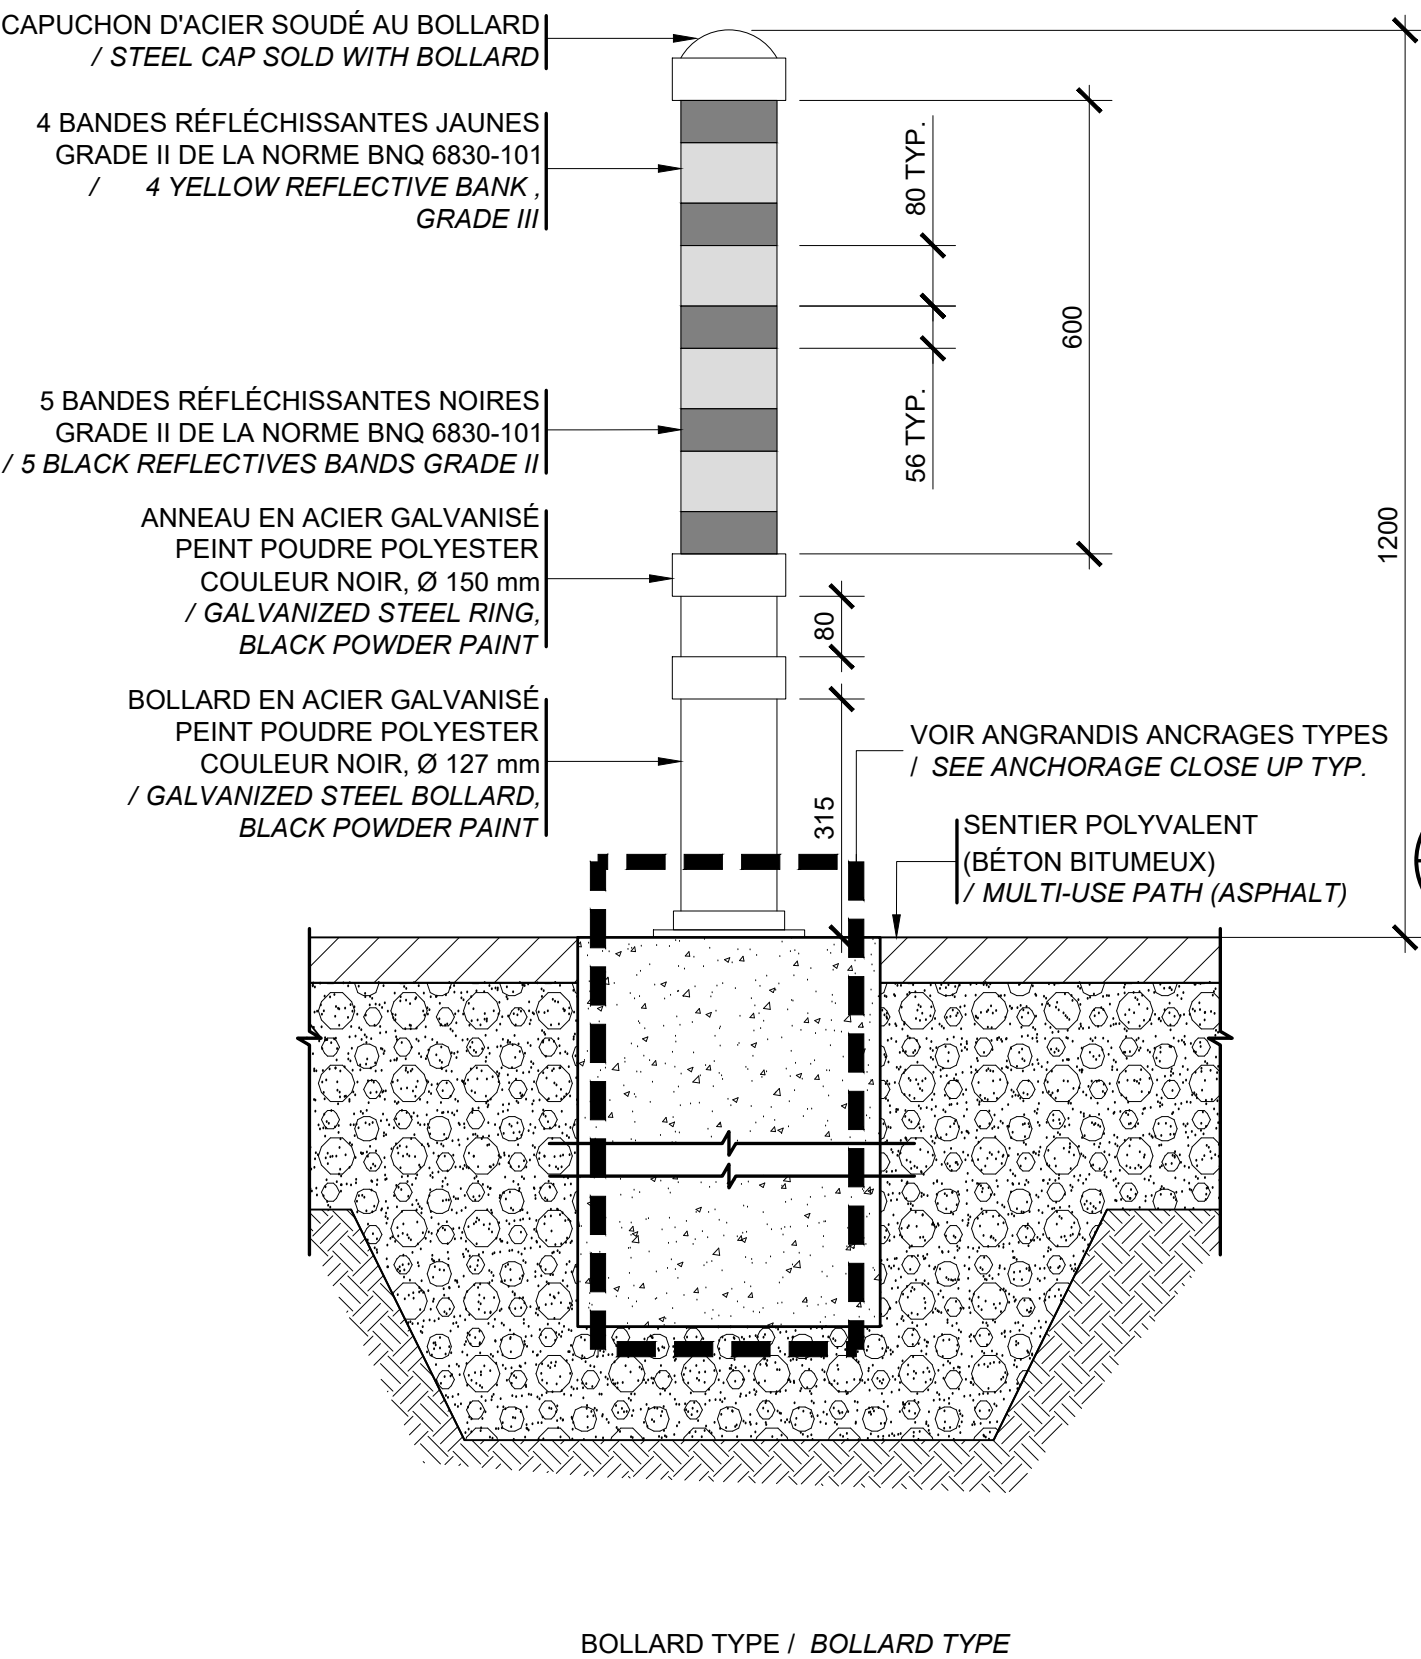 CAPUCHON D'ACIER SOUDÉ AU BOLLARD
/ STEEL CAP SOLD WITH BOLLARD
4 BANDES RÉFLÉCHISSANTES JAUNES
GRADE II DE LA NORME BNQ 6830-101
/ 4 YELLOW REFLECTIVE BANK ,
GRADE III
5 BANDES RÉFLÉCHISSANTES NOIRES
GRADE II DE LA NORME BNQ 6830-101
/ 5 BLACK REFLECTIVES BANDS GRADE II
ANNEAU EN ACIER GALVANISÉ
PEINT POUDRE POLYESTER
COULEUR NOIR, Ø 150 mm
/ GALVANIZED STEEL RING,
BLACK POWDER PAINT
BOLLARD EN ACIER GALVANISÉ
PEINT POUDRE POLYESTER
COULEUR NOIR, Ø 127 mm
/ GALVANIZED STEEL BOLLARD,
BLACK POWDER PAINT
80 TYP.
56 TYP.
600
1200
80
315
VOIR ANGRANDIS ANCRAGES TYPES
/ SEE ANCHORAGE CLOSE UP TYP.
SENTIER POLYVALENT
(BÉTON BITUMEUX)
/ MULTI-USE PATH (ASPHALT)
BOLLARD TYPE / BOLLARD TYPE